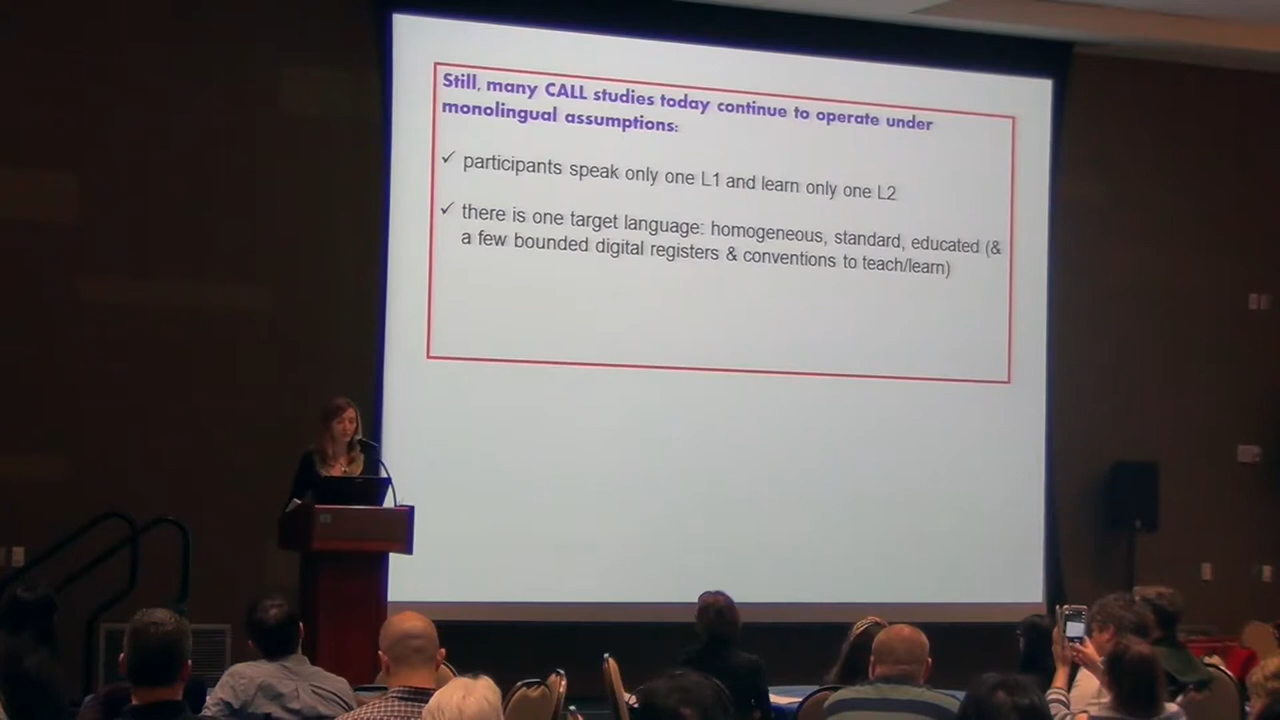 Still, many CALL studies today continue to operate under
monolingual assumptions:
✓ participants speak only one L1 and learn only one L2
✓ there is one target language: homogeneous, standard, educated (&
a few bounded digital registers & conventions to teach/learn)